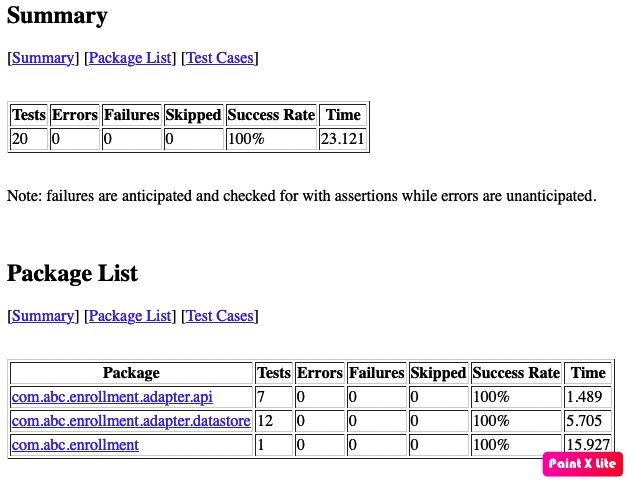 Summary
[Summary] [Package List] [Test Cases]
Tests Errors Failures Skipped Success Rate Time
20 0 0 0 100% 23.121
Note: failures are anticipated and checked for with assertions while errors are unanticipated.
Package List
[Summary] [Package List] [Test Cases]
Package Tests Errors Failures Skipped Success Rate Time
com.abc.enrollment.adapter.api 7 0 0 0 100% 1.489
com.abc.enrollment.adapter.datastore 12 0 0 0 100% 5.705
com.abc.enrollment 1 0 0 0 100% 15.927
Paint X Lite